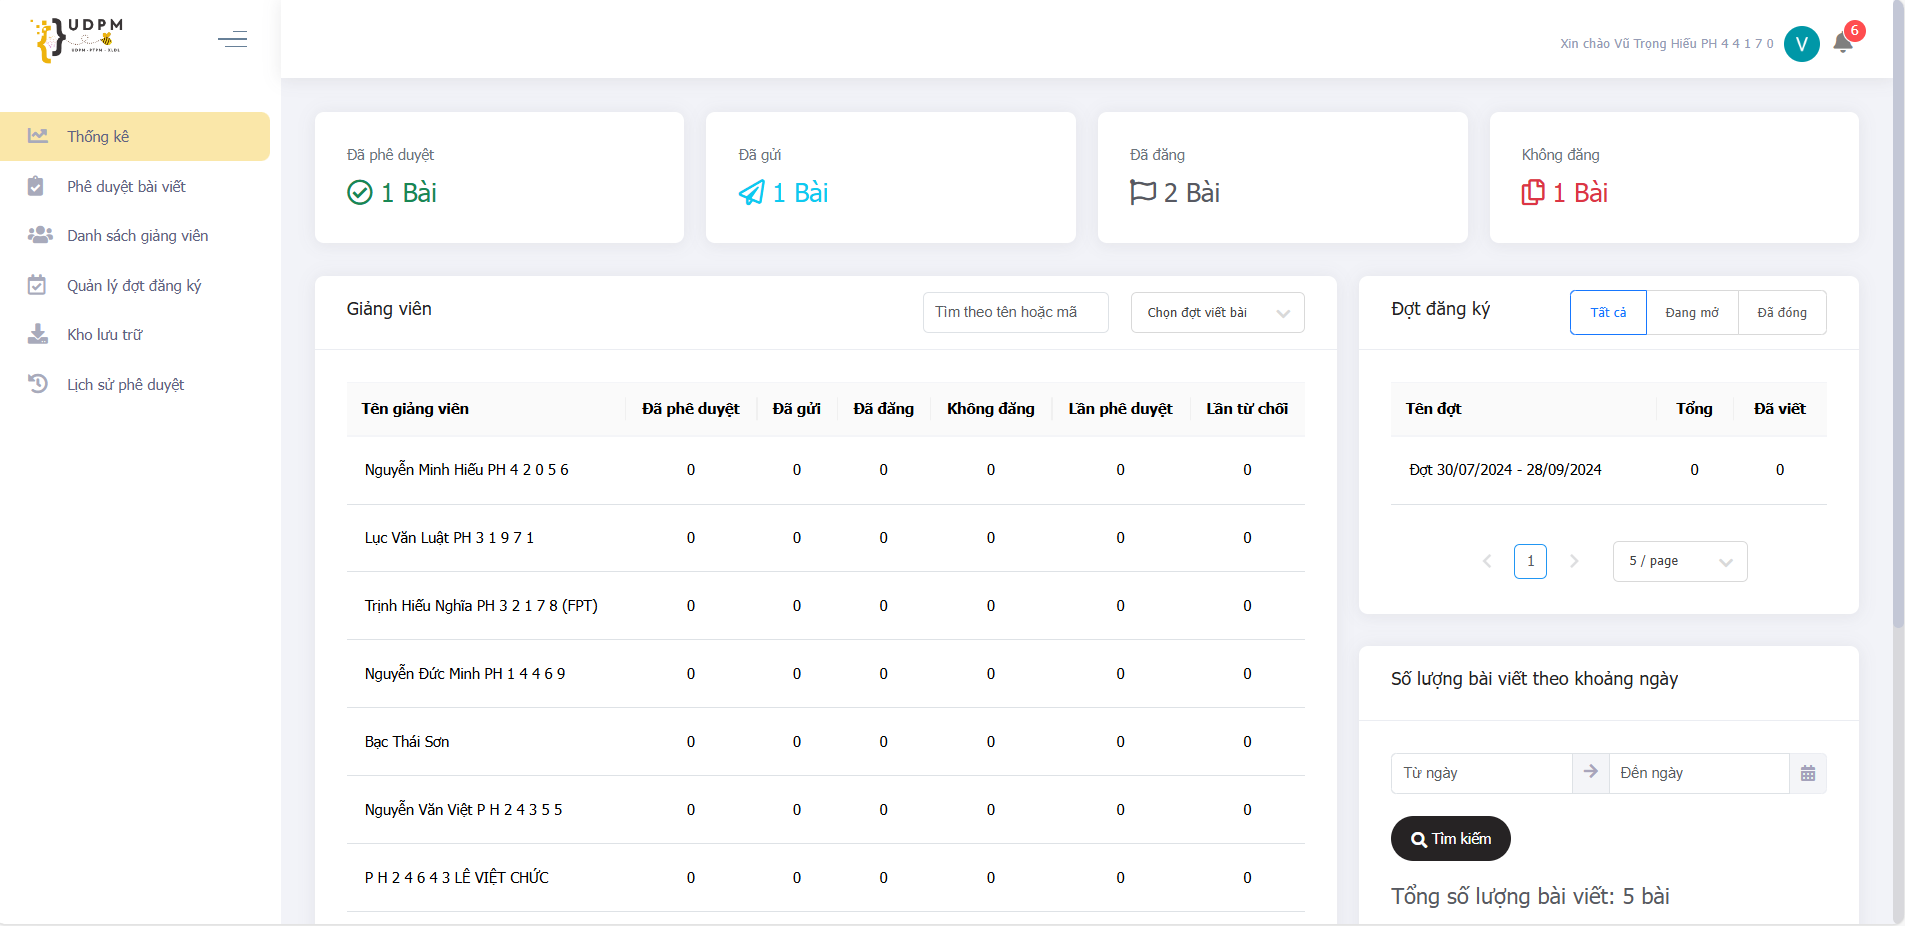 UDPM
UDPM - PTPM - XLDL
Xin chào Vũ Trọng Hiếu PH 4 4 1 7 0
V
6
Thống kê
Phê duyệt bài viết
Danh sách giảng viên
Quản lý đợt đăng ký
Kho lưu trữ
Lịch sử phê duyệt
Đã phê duyệt
1 Bài
Đã gửi
1 Bài
Đã đăng
2 Bài
Không đăng
1 Bài
Giảng viên
Tìm theo tên hoặc mã
Chọn đợt viết bài
Tên giảng viên Đã phê duyệt Đã gửi Đã đăng Không đăng Lần phê duyệt Lần từ chối
Nguyễn Minh Hiếu PH 4 2 0 5 6 0 0 0 0 0 0
Lục Văn Luật PH 3 1 9 7 1 0 0 0 0 0 0
Trịnh Hiếu Nghĩa PH 3 2 1 7 8 (FPT) 0 0 0 0 0 0
Nguyễn Đức Minh PH 1 4 4 6 9 0 0 0 0 0 0
Bạc Thái Sơn 0 0 0 0 0 0
Nguyễn Văn Việt P H 2 4 3 5 5 0 0 0 0 0 0
P H 2 4 6 4 3 LÊ VIỆT CHỨC 0 0 0 0 0 0
Đợt đăng ký
Tất cả Đang mở Đã đóng
Tên đợt Tổng Đã viết
Đợt 30/07/2024 - 28/09/2024 0 0
1
5 / page
Số lượng bài viết theo khoảng ngày
Từ ngày Đến ngày
Tìm kiếm
Tổng số lượng bài viết: 5 bài